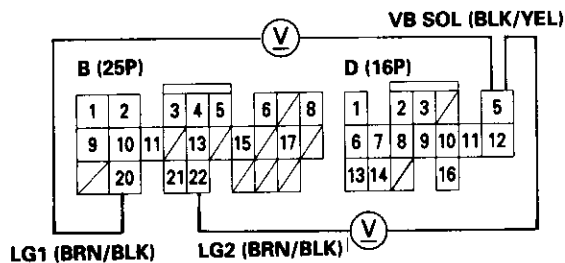 VB SOL (BLK/YEL)
V
B (25P)
D (16P)
1 2 3 4 5 6 8
1 2 3 5
9 10 11 13 15 17
6 7 8 9 10 11 12
20 21 22
13 14 16
LG1 (BRN/BLK)
LG2 (BRN/BLK)
V